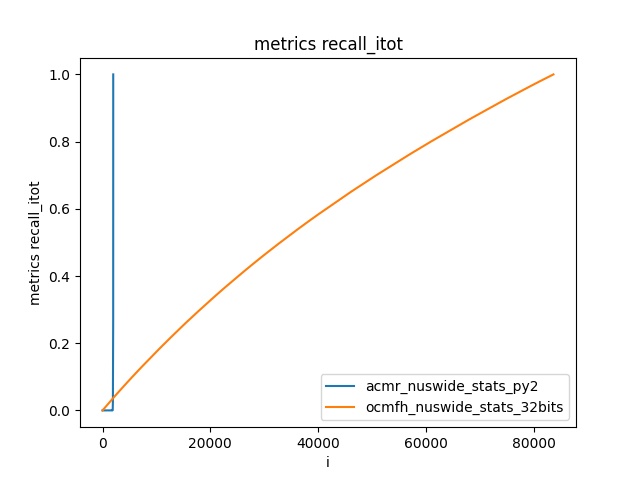 metrics recall_itot
metrics recall_itot
1.0
0.8
0.6
0.4
0.2
0.0
acmr_nuswide_stats_py2
ocmfh_nuswide_stats_32bits
0 20000 40000 60000 80000
i